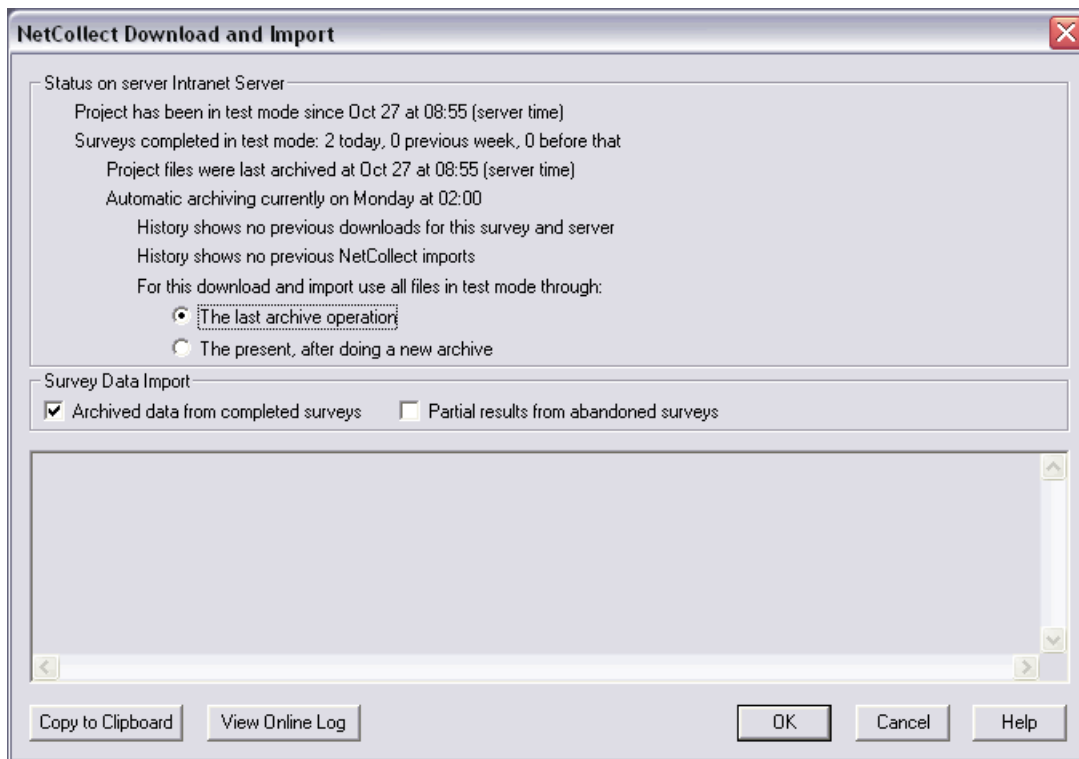 NetCollect Download and Import
Status on server Intranet Server
Project has been in test mode since Oct 27 at 08:55 (server time)
Surveys completed in test mode: 2 today, 0 previous week, 0 before that
Project files were last archived at Oct 27 at 08:55 (server time)
Automatic archiving currently on Monday at 02:00
History shows no previous downloads for this survey and server
History shows no previous NetCollect imports
For this download and import use all files in test mode through:
The last archive operation
The present, after doing a new archive
Survey Data Import
Archived data from completed surveys Partial results from abandoned surveys
Copy to Clipboard View Online Log OK Cancel Help